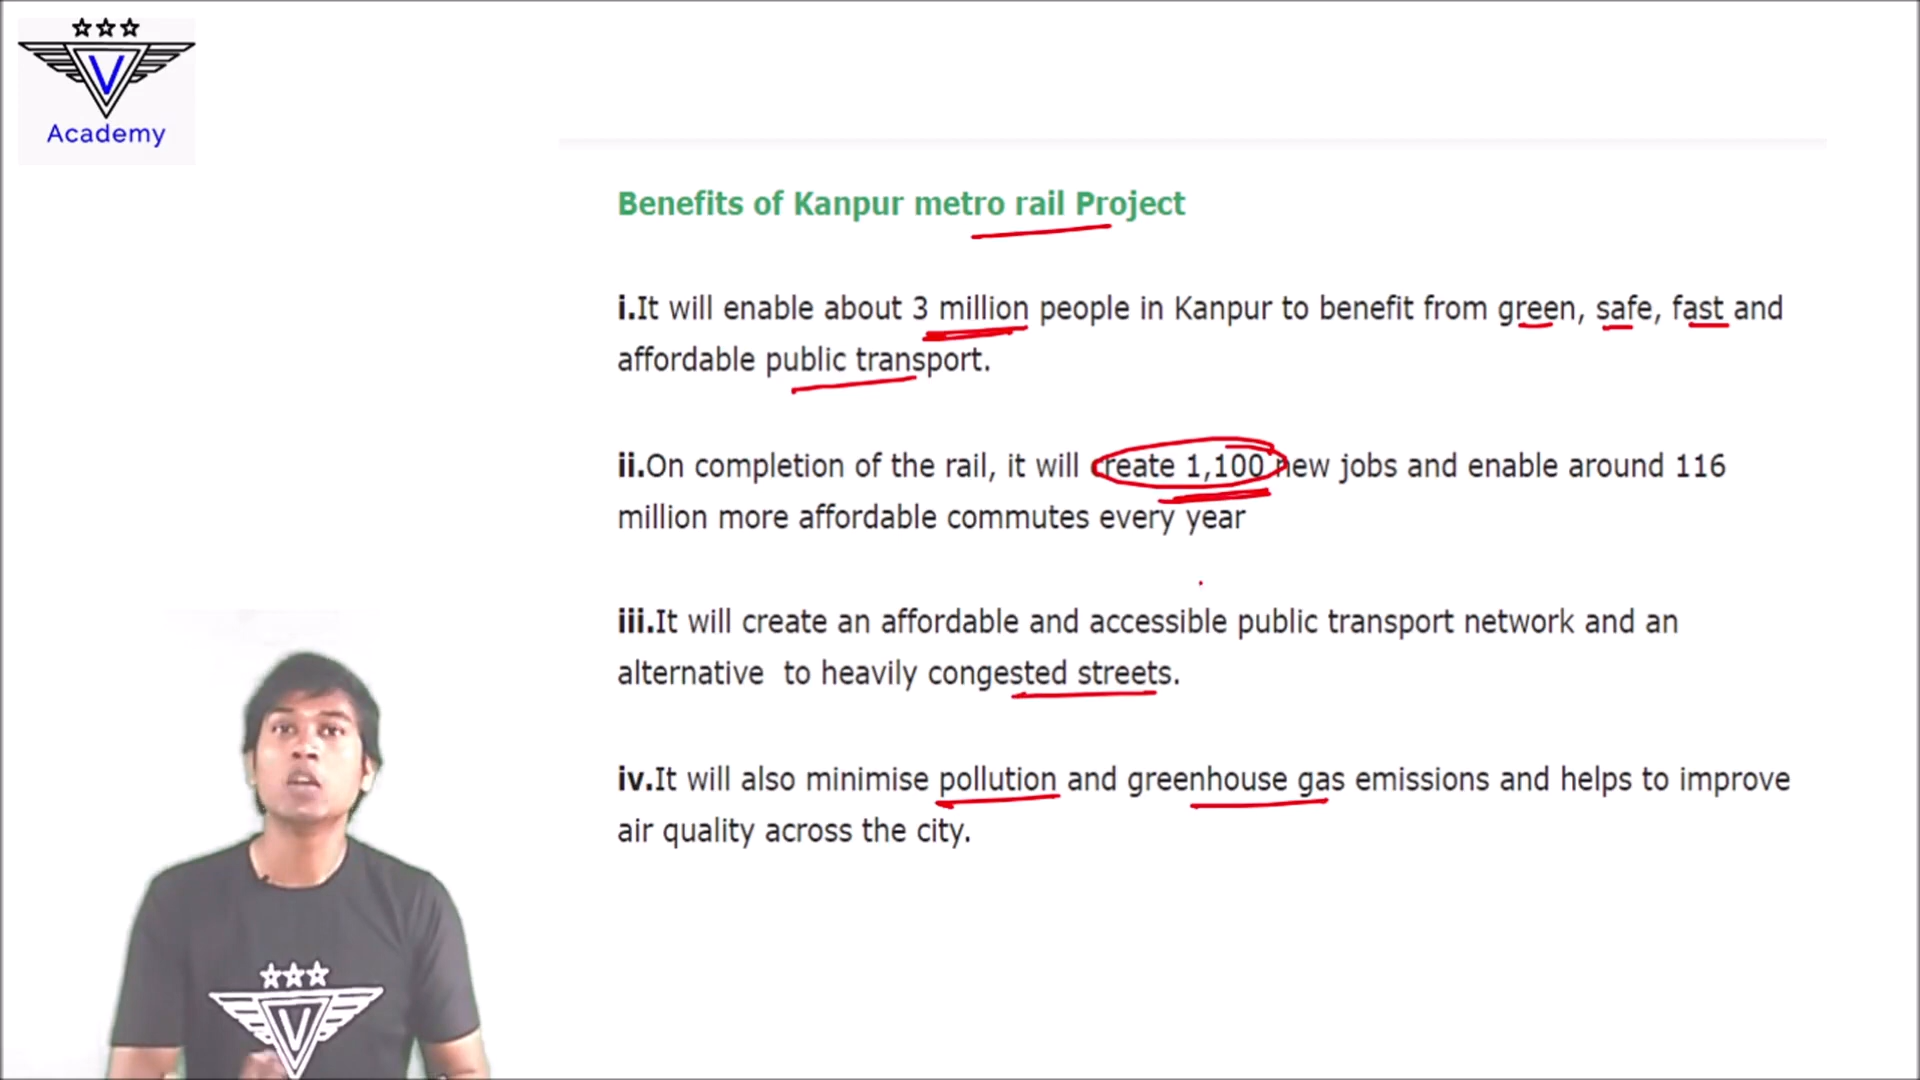 V
Academy
Benefits of Kanpur metro rail Project
i.It will enable about 3 million people in Kanpur to benefit from green, safe, fast and
affordable public transport.
ii.On completion of the rail, it will create 1,100 new jobs and enable around 116
million more affordable commutes every year
iii.It will create an affordable and accessible public transport network and an
alternative  to heavily congested streets.
iv.It will also minimise pollution and greenhouse gas emissions and helps to improve
air quality across the city.
V